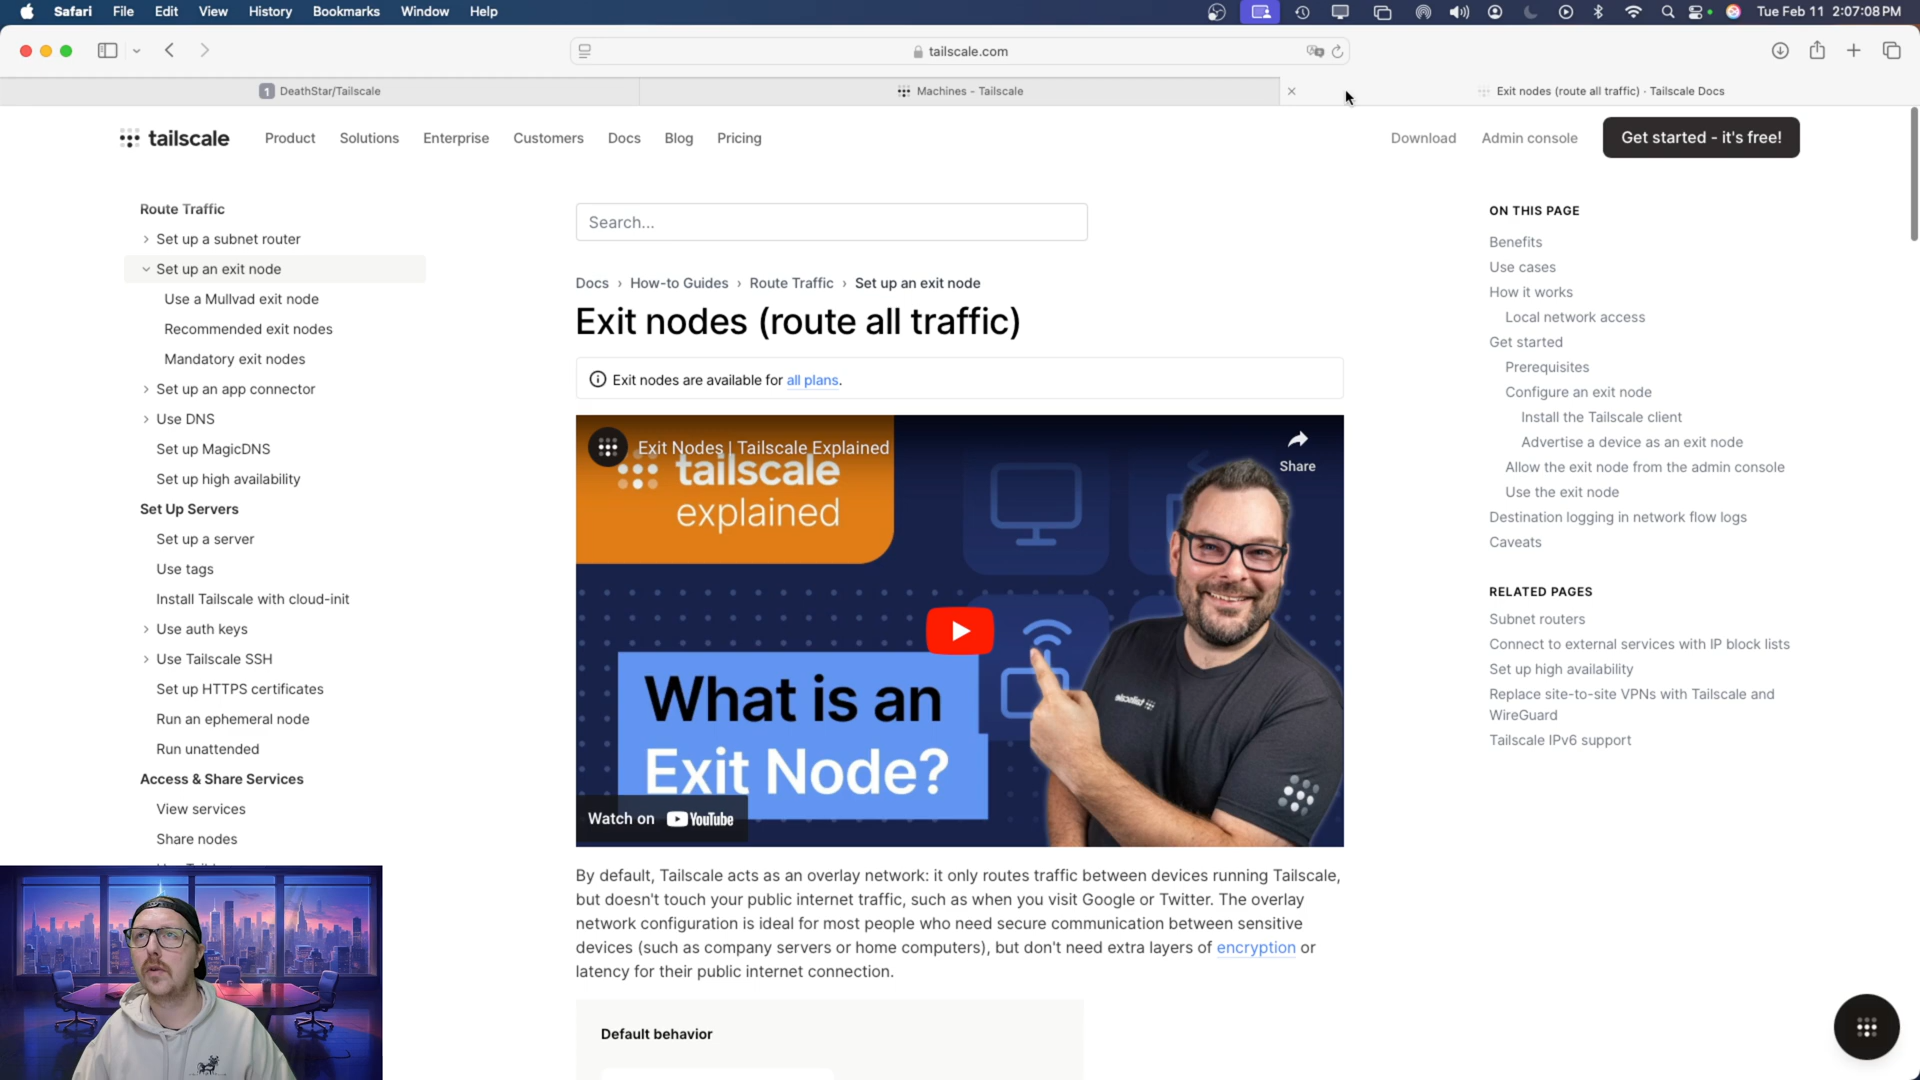 Safari File Edit View History Bookmarks Window Help Tue Feb 11 2:07:08 PM
tailscale.com
1 DeathStar/Tailscale
Machines - Tailscale
Exit nodes (route all traffic) · Tailscale Docs
tailscale Product Solutions Enterprise Customers Docs Blog Pricing Download Admin console Get started - it's free!
Route Traffic
Set up a subnet router
Set up an exit node
Use a Mullvad exit node
Recommended exit nodes
Mandatory exit nodes
Set up an app connector
Use DNS
Set up MagicDNS
Set up high availability
Set Up Servers
Set up a server
Use tags
Install Tailscale with cloud-init
Use auth keys
Use Tailscale SSH
Set up HTTPS certificates
Run an ephemeral node
Run unattended
Access & Share Services
View services
Share nodes
Search...
Docs › How-to Guides › Route Traffic › Set up an exit node
Exit nodes (route all traffic)
Exit nodes are available for all plans.
Exit Nodes | Tailscale Explained
Share
tailscale
explained
What is an
Exit Node?
Watch on YouTube
tailscale
By default, Tailscale acts as an overlay network: it only routes traffic between devices running Tailscale,
but doesn't touch your public internet traffic, such as when you visit Google or Twitter. The overlay
network configuration is ideal for most people who need secure communication between sensitive
devices (such as company servers or home computers), but don't need extra layers of encryption or
latency for their public internet connection.
Default behavior
ON THIS PAGE
Benefits
Use cases
How it works
Local network access
Get started
Prerequisites
Configure an exit node
Install the Tailscale client
Advertise a device as an exit node
Allow the exit node from the admin console
Use the exit node
Destination logging in network flow logs
Caveats
RELATED PAGES
Subnet routers
Connect to external services with IP block lists
Set up high availability
Replace site-to-site VPNs with Tailscale and
WireGuard
Tailscale IPv6 support